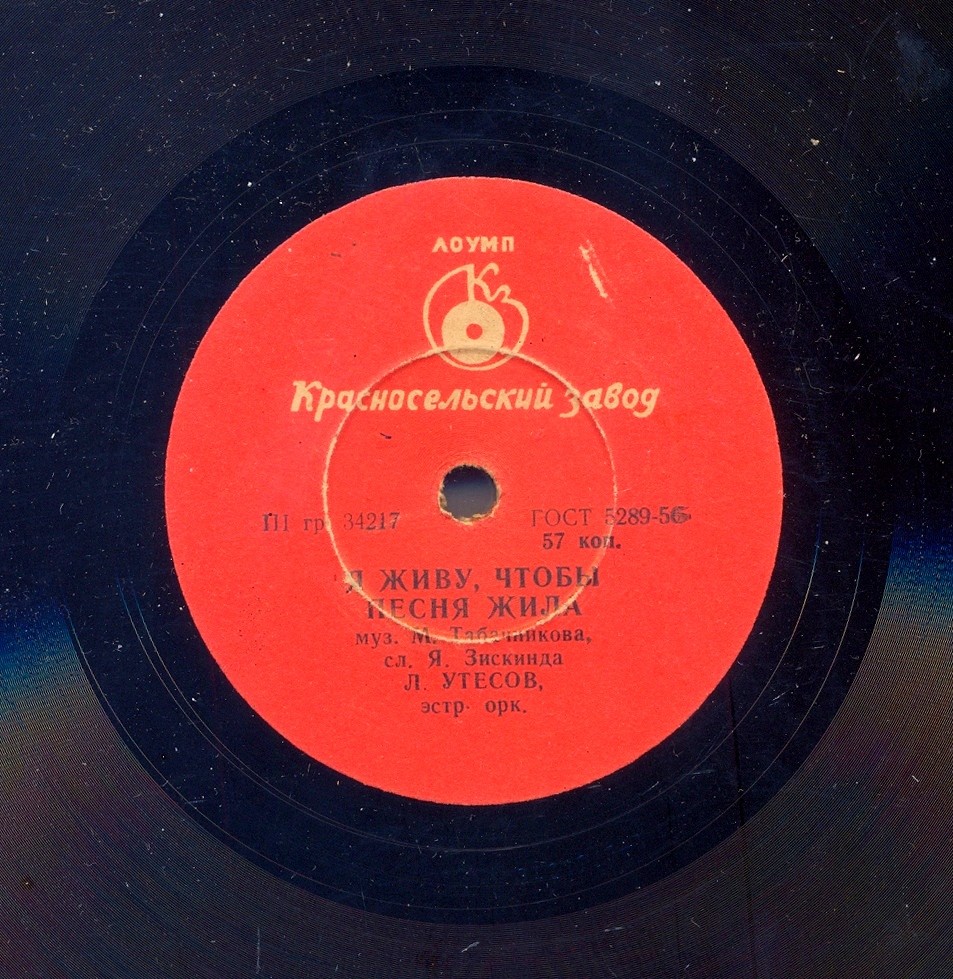 ЛОУМП
КЗ
Красносельский завод
III гр. 34217 ГОСТ 5289-56
57 коп.
Я ЖИВУ, ЧТОБЫ
ПЕСНЯ ЖИЛА
муз. М. Табачникова,
сл. Я. Зискинда
Л. УТЕСОВ,
эстр. орк.